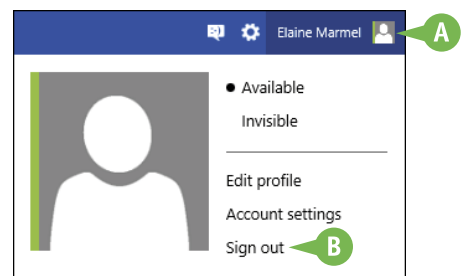 Elaine Marmel A
Available
Invisible
Edit profile
Account settings
Sign out B